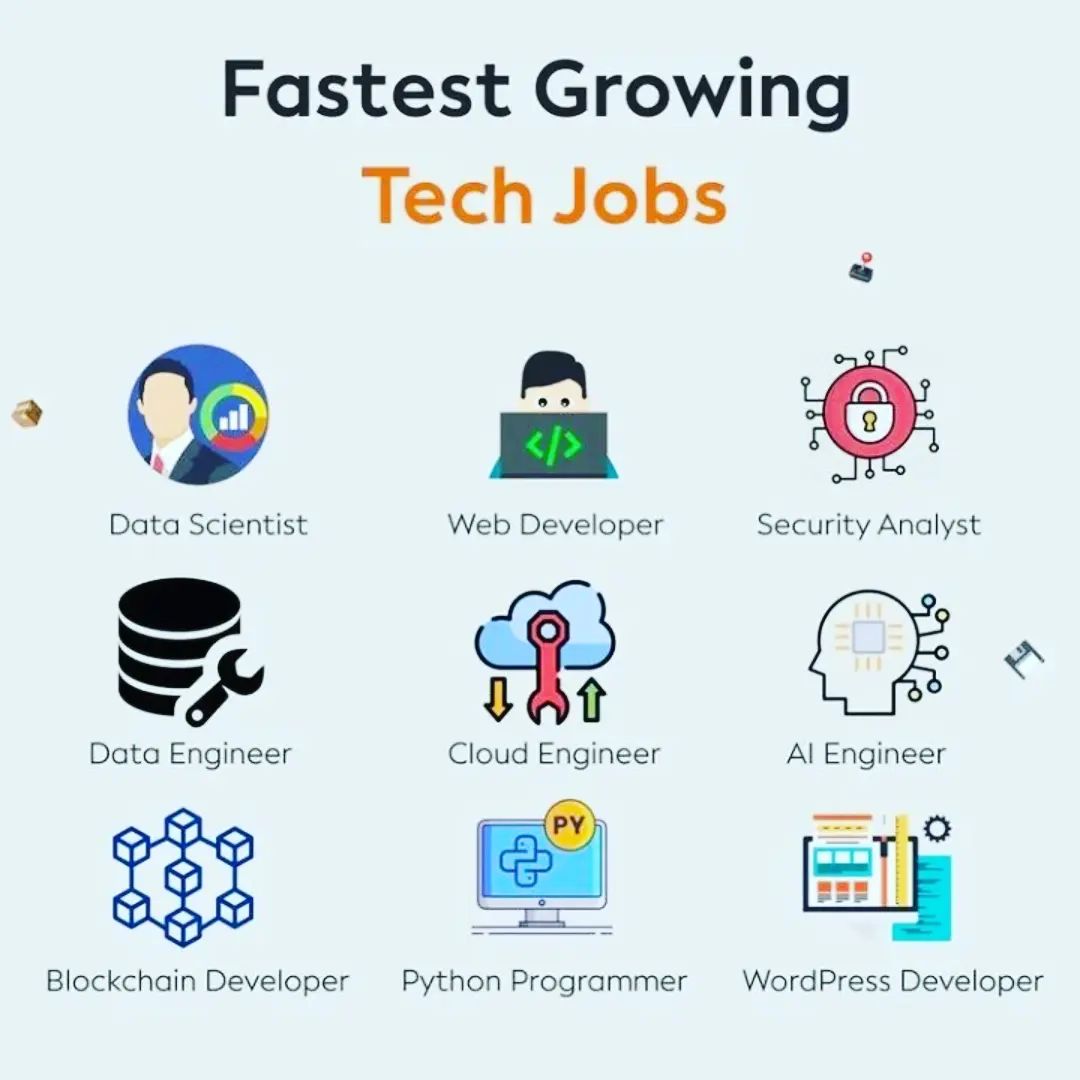 Fastest Growing
Tech Jobs
</>
Data Scientist
Web Developer
Security Analyst
Data Engineer
Cloud Engineer
AI Engineer
PY
Blockchain Developer
Python Programmer
WordPress Developer